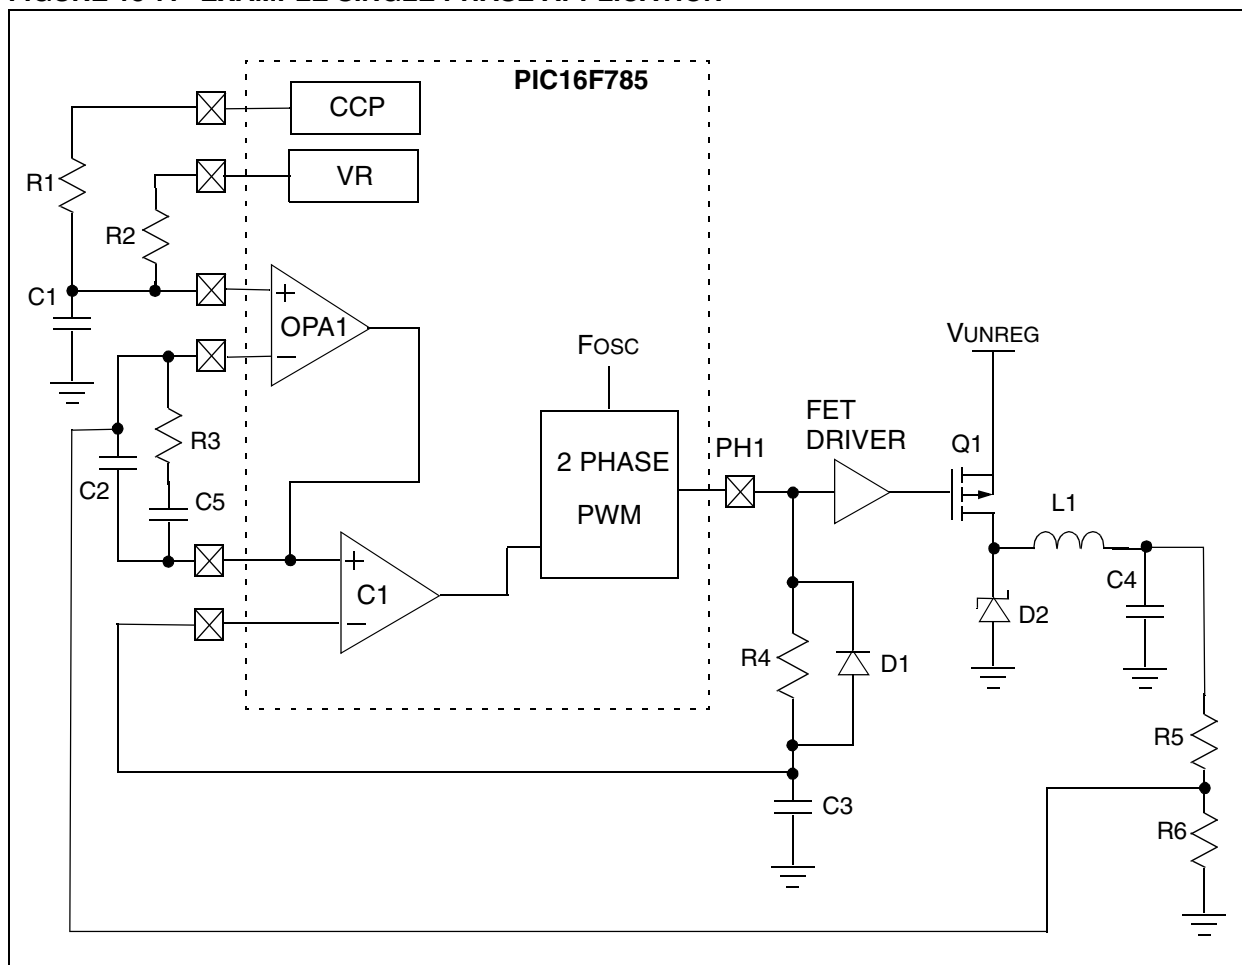 PIC16F785
CCP
VR
R1
R2
C1
+
OPA1
−
R3
C2
C5
FOSC
2 PHASE
PWM
PH1
FET
DRIVER
VUNREG
Q1
L1
C4
D2
+
C1
−
R4
D1
C3
R5
R6